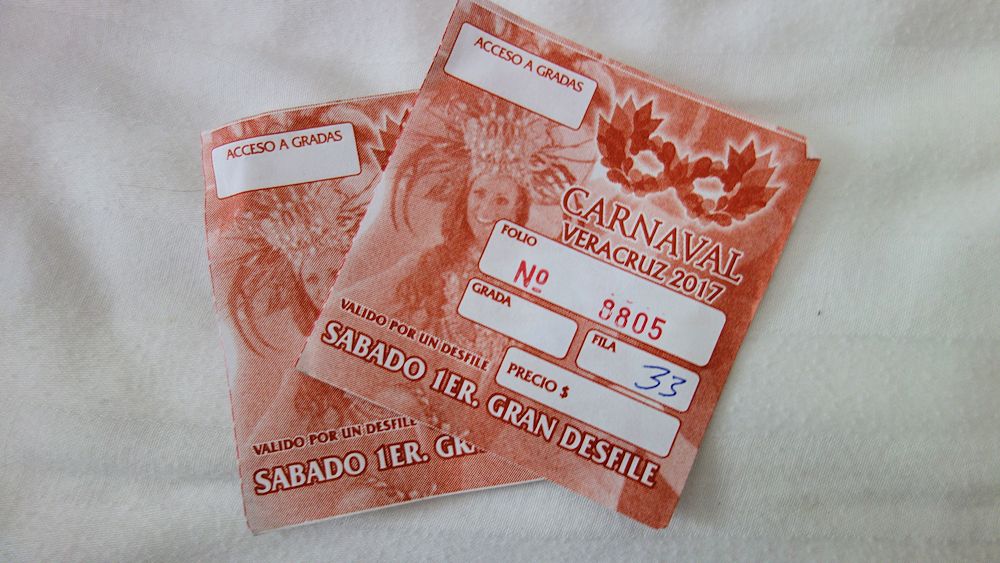 ACCESO A GRADAS
CARNAVAL
VERACRUZ 2017
FOLIO
Nº 8805
GRADA
FILA
33
PRECIO $
VALIDO POR UN DESFILE
SABADO 1ER. GRAN DESFILE
ACCESO A GRADAS
VALIDO POR UN DESFILE
SABADO 1ER. GR